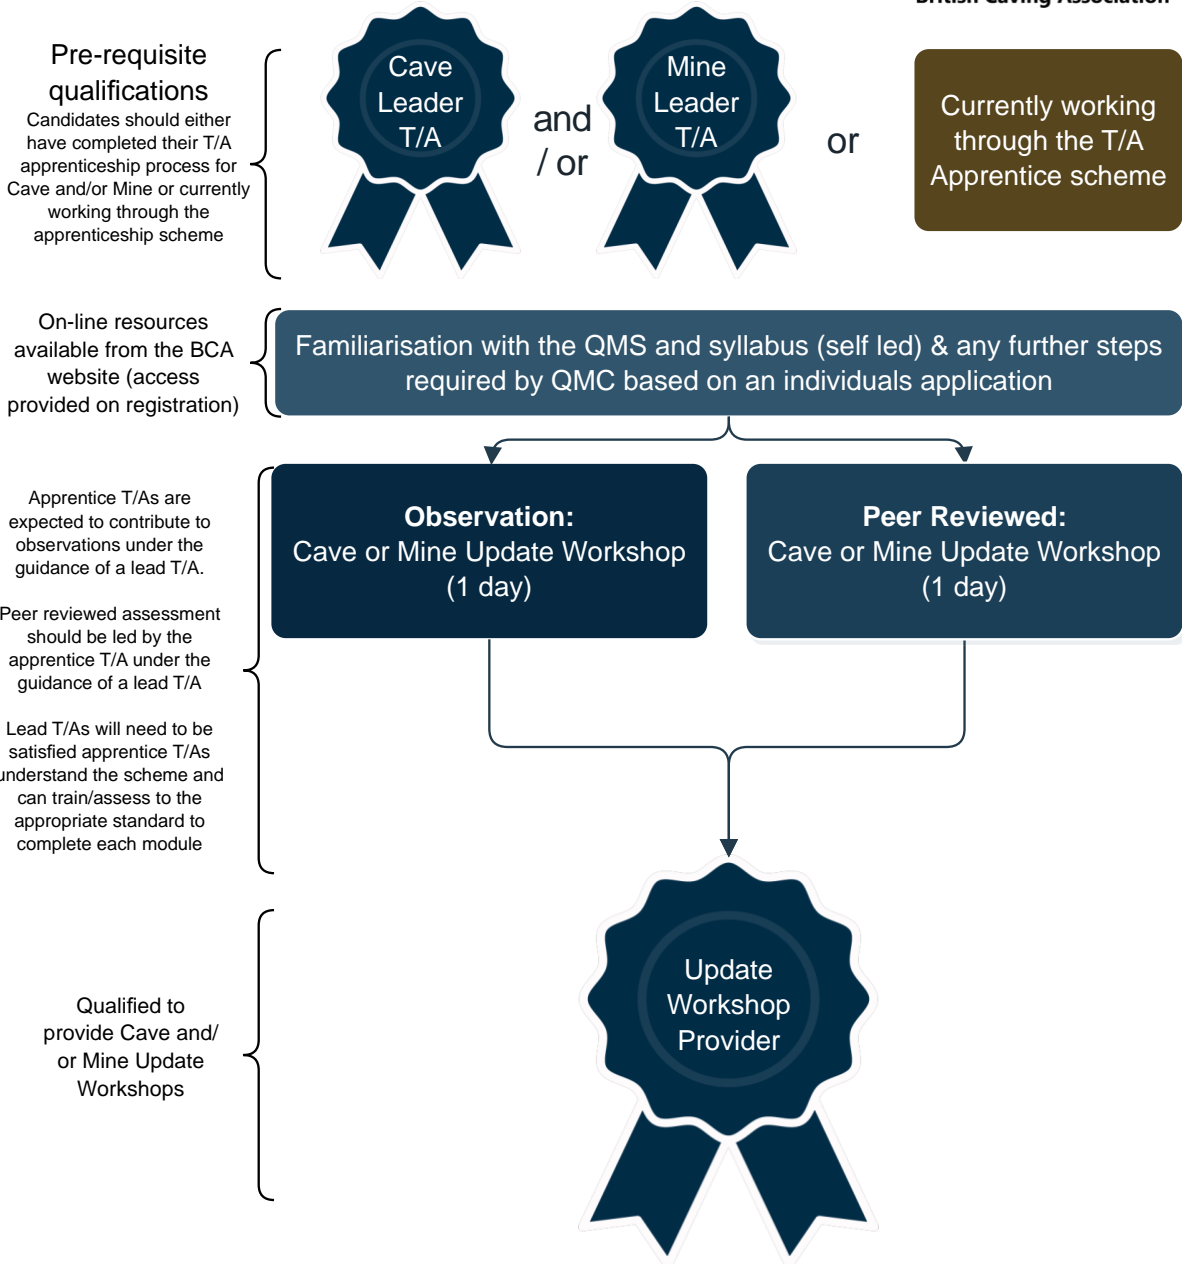 British Caving Association
Pre-requisite
qualifications
Candidates should either
have completed their T/A
apprenticeship process for
Cave and/or Mine or currently
working through the
apprenticeship scheme
Cave
Leader
T/A
and
/ or
Mine
Leader
T/A
or
Currently working
through the T/A
Apprentice scheme
On-line resources
available from the BCA
website (access
provided on registration)
Familiarisation with the QMS and syllabus (self led) & any further steps
required by QMC based on an individuals application
Apprentice T/As are
expected to contribute to
observations under the
guidance of a lead T/A.
Peer reviewed assessment
should be led by the
apprentice T/A under the
guidance of a lead T/A
Lead T/As will need to be
satisfied apprentice T/As
understand the scheme and
can train/assess to the
appropriate standard to
complete each module
Observation:
Cave or Mine Update Workshop
(1 day)
Peer Reviewed:
Cave or Mine Update Workshop
(1 day)
Qualified to
provide Cave and/
or Mine Update
Workshops
Update
Workshop
Provider